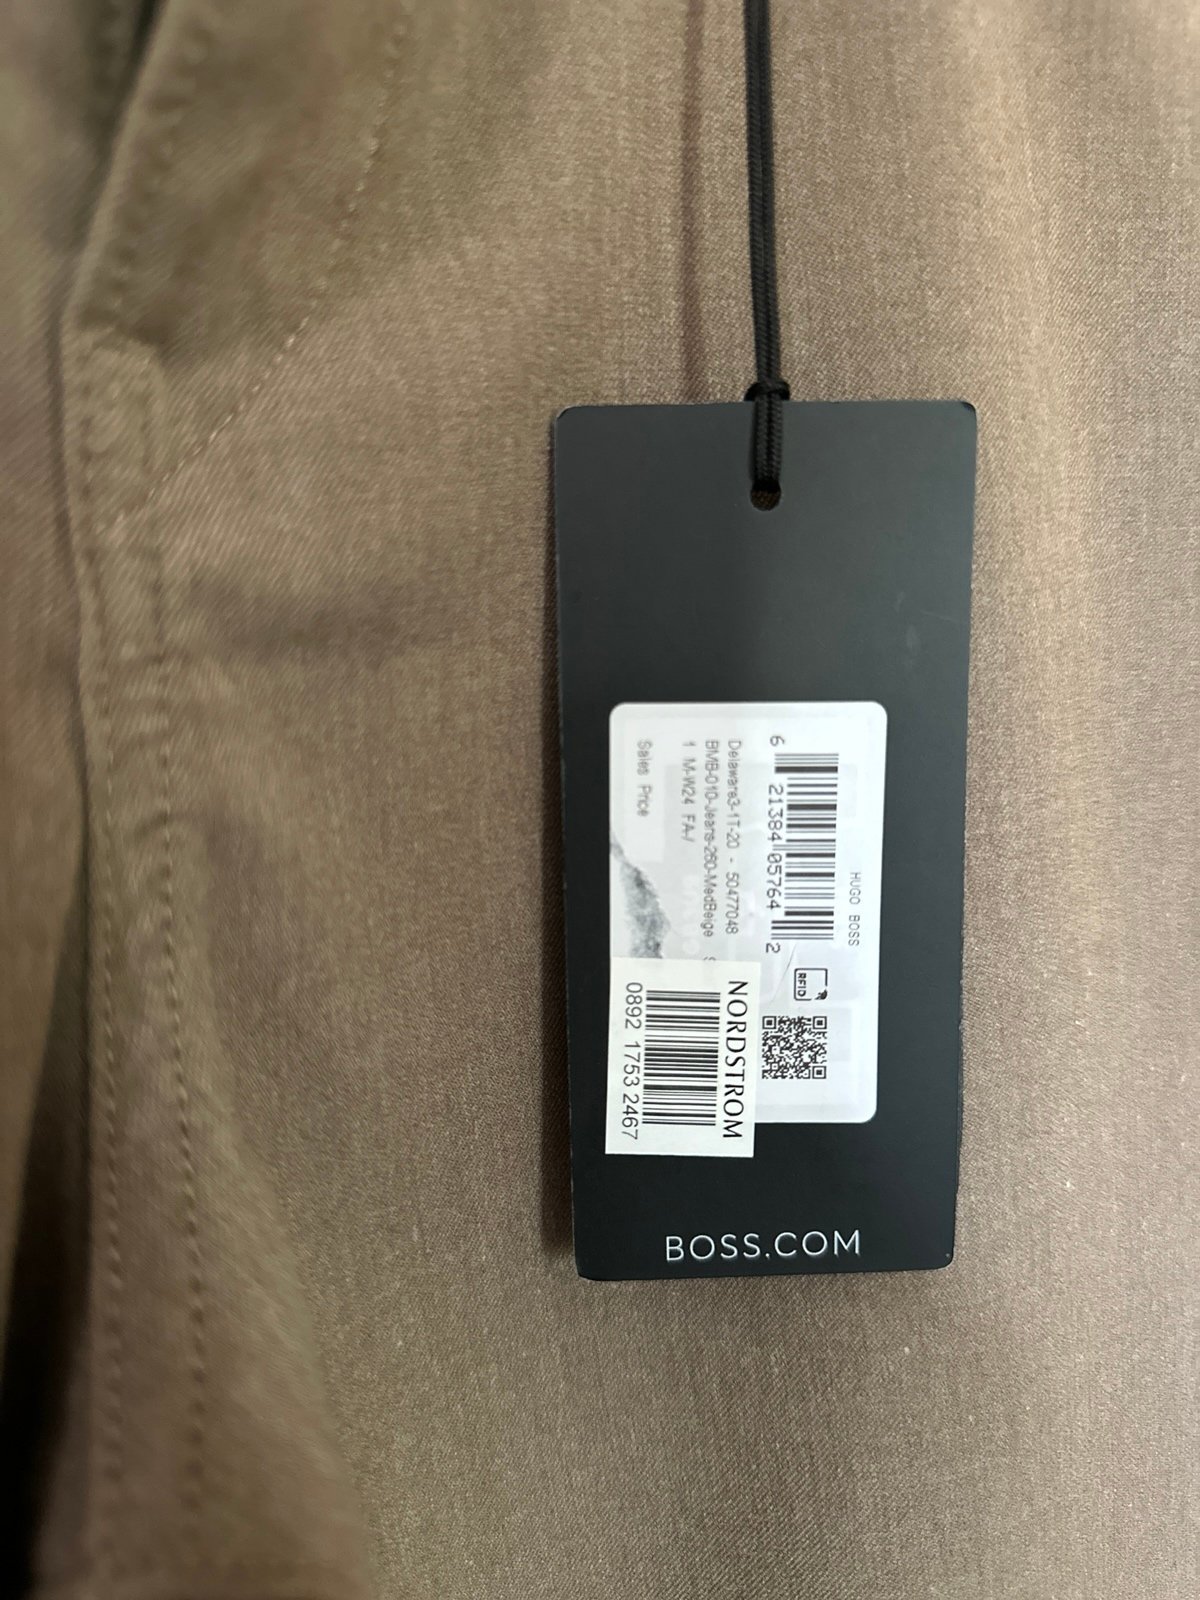 HUGO BOSS
6 21384 05764 2
RFID
Delaware3-1T-20 - 50477048
BMB-010-Jeans-260-MedBeige
1 M-W24 FA-/
Sales Price
NORDSTROM
0892 1753 2467
BOSS.COM